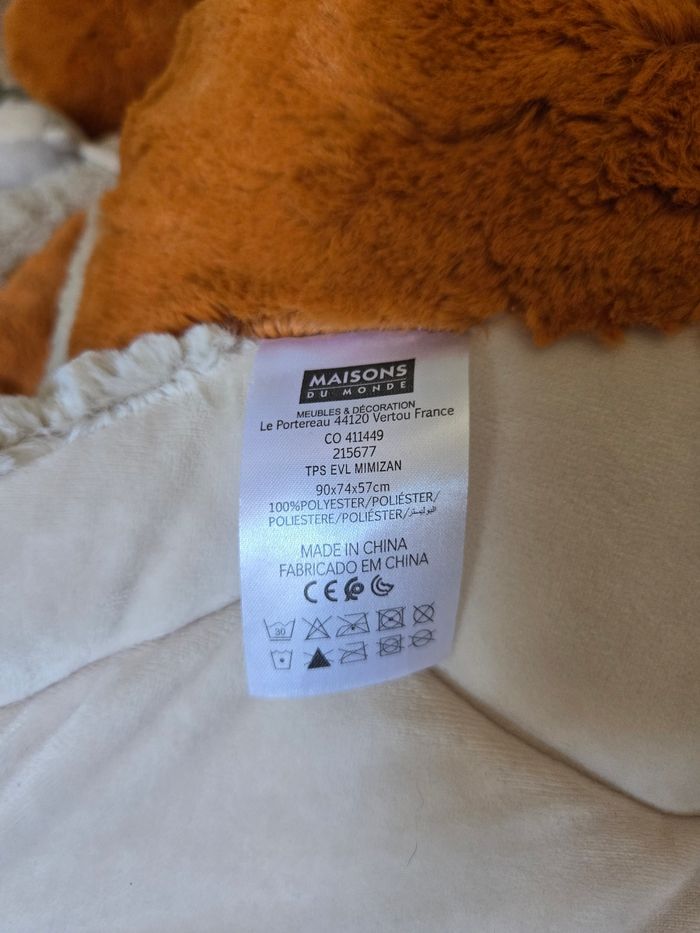 MAISONS
DU MONDE
MEUBLES & DÉCORATION
Le Portereau 44120 Vertou France
CO 411449
215677
TPS EVL MIMIZAN
90x74x57cm
100%POLYESTER/POLIÉSTER/
POLIESTERE/POLIÉSTER/البوليستر
MADE IN CHINA
FABRICADO EM CHINA
CE
30